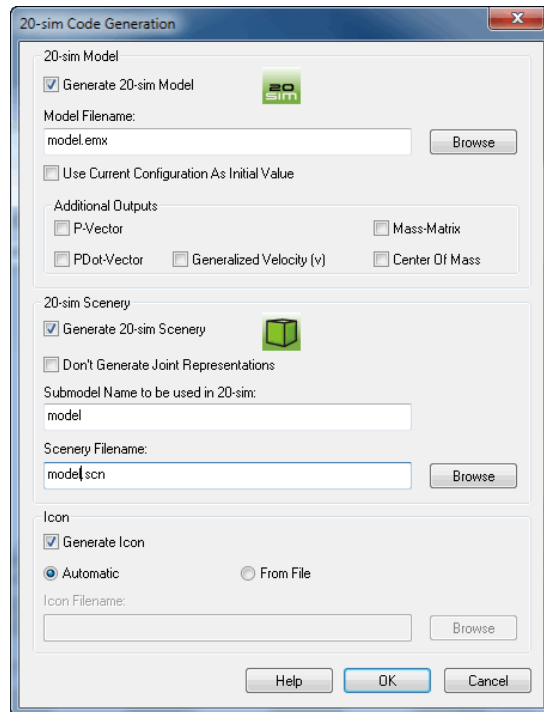 20-sim Code Generation
20-sim Model
Generate 20-sim Model
20
sim
Model Filename:
model.emx
Browse
Use Current Configuration As Initial Value
Additional Outputs
P-Vector
Mass-Matrix
PDot-Vector
Generalized Velocity (v)
Center Of Mass
20-sim Scenery
Generate 20-sim Scenery
Don't Generate Joint Representations
Submodel Name to be used in 20-sim:
model
Scenery Filename:
model.scn
Browse
Icon
Generate Icon
Automatic
From File
Icon Filename:
Browse
Help
OK
Cancel